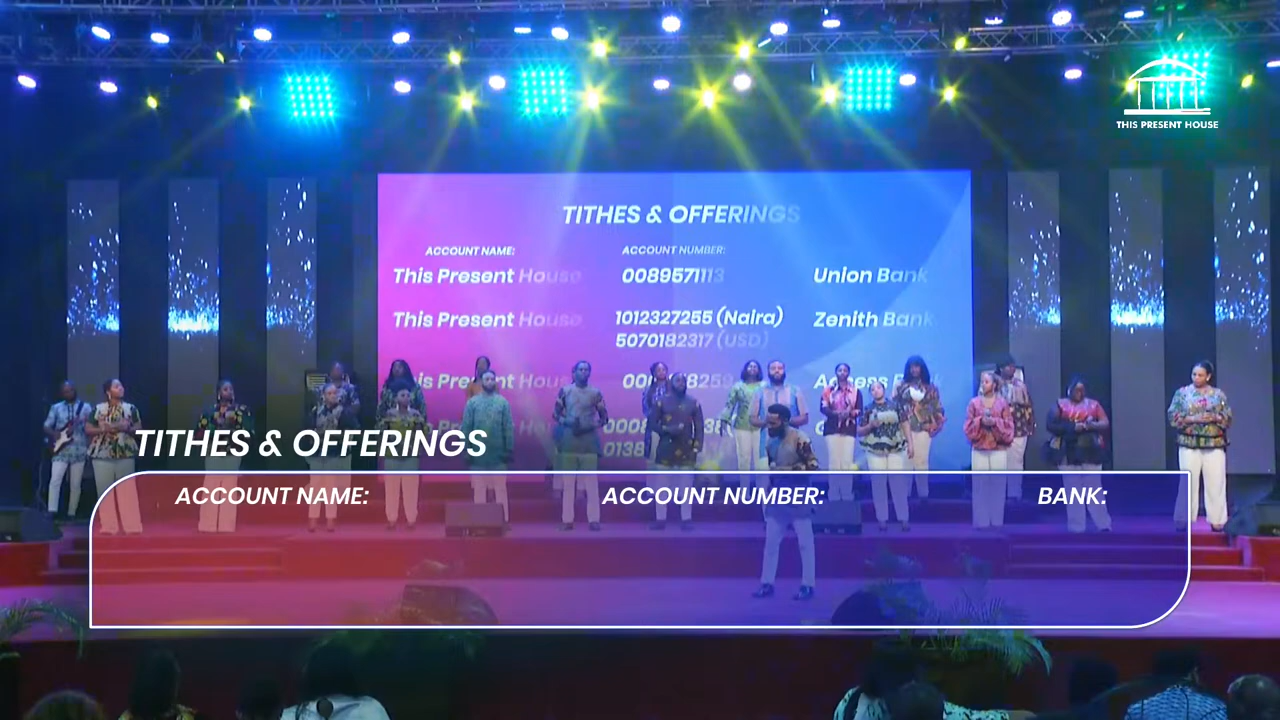 THIS PRESENT HOUSE
TITHES & OFFERINGS
ACCOUNT NAME: ACCOUNT NUMBER:
This Present House 0089571113 Union Bank
This Present House 1012327255 (Naira) Zenith Bank
5070182317 (USD)
TITHES & OFFERINGS
ACCOUNT NAME: ACCOUNT NUMBER: BANK: